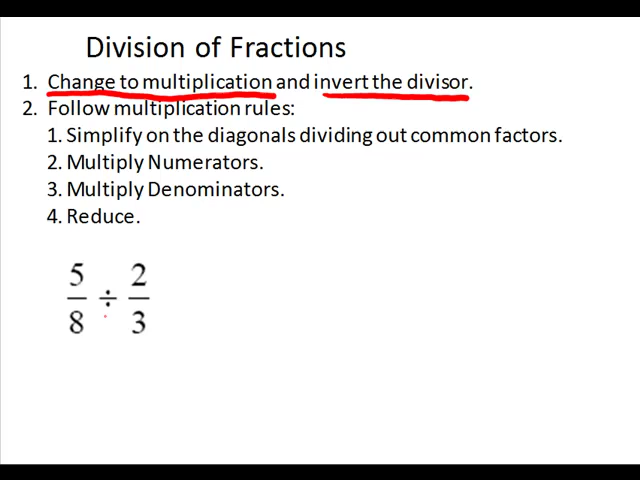 Division of Fractions
1. Change to multiplication and invert the divisor.
2. Follow multiplication rules:
1. Simplify on the diagonals dividing out common factors.
2. Multiply Numerators.
3. Multiply Denominators.
4. Reduce.
5/8 ÷ 2/3